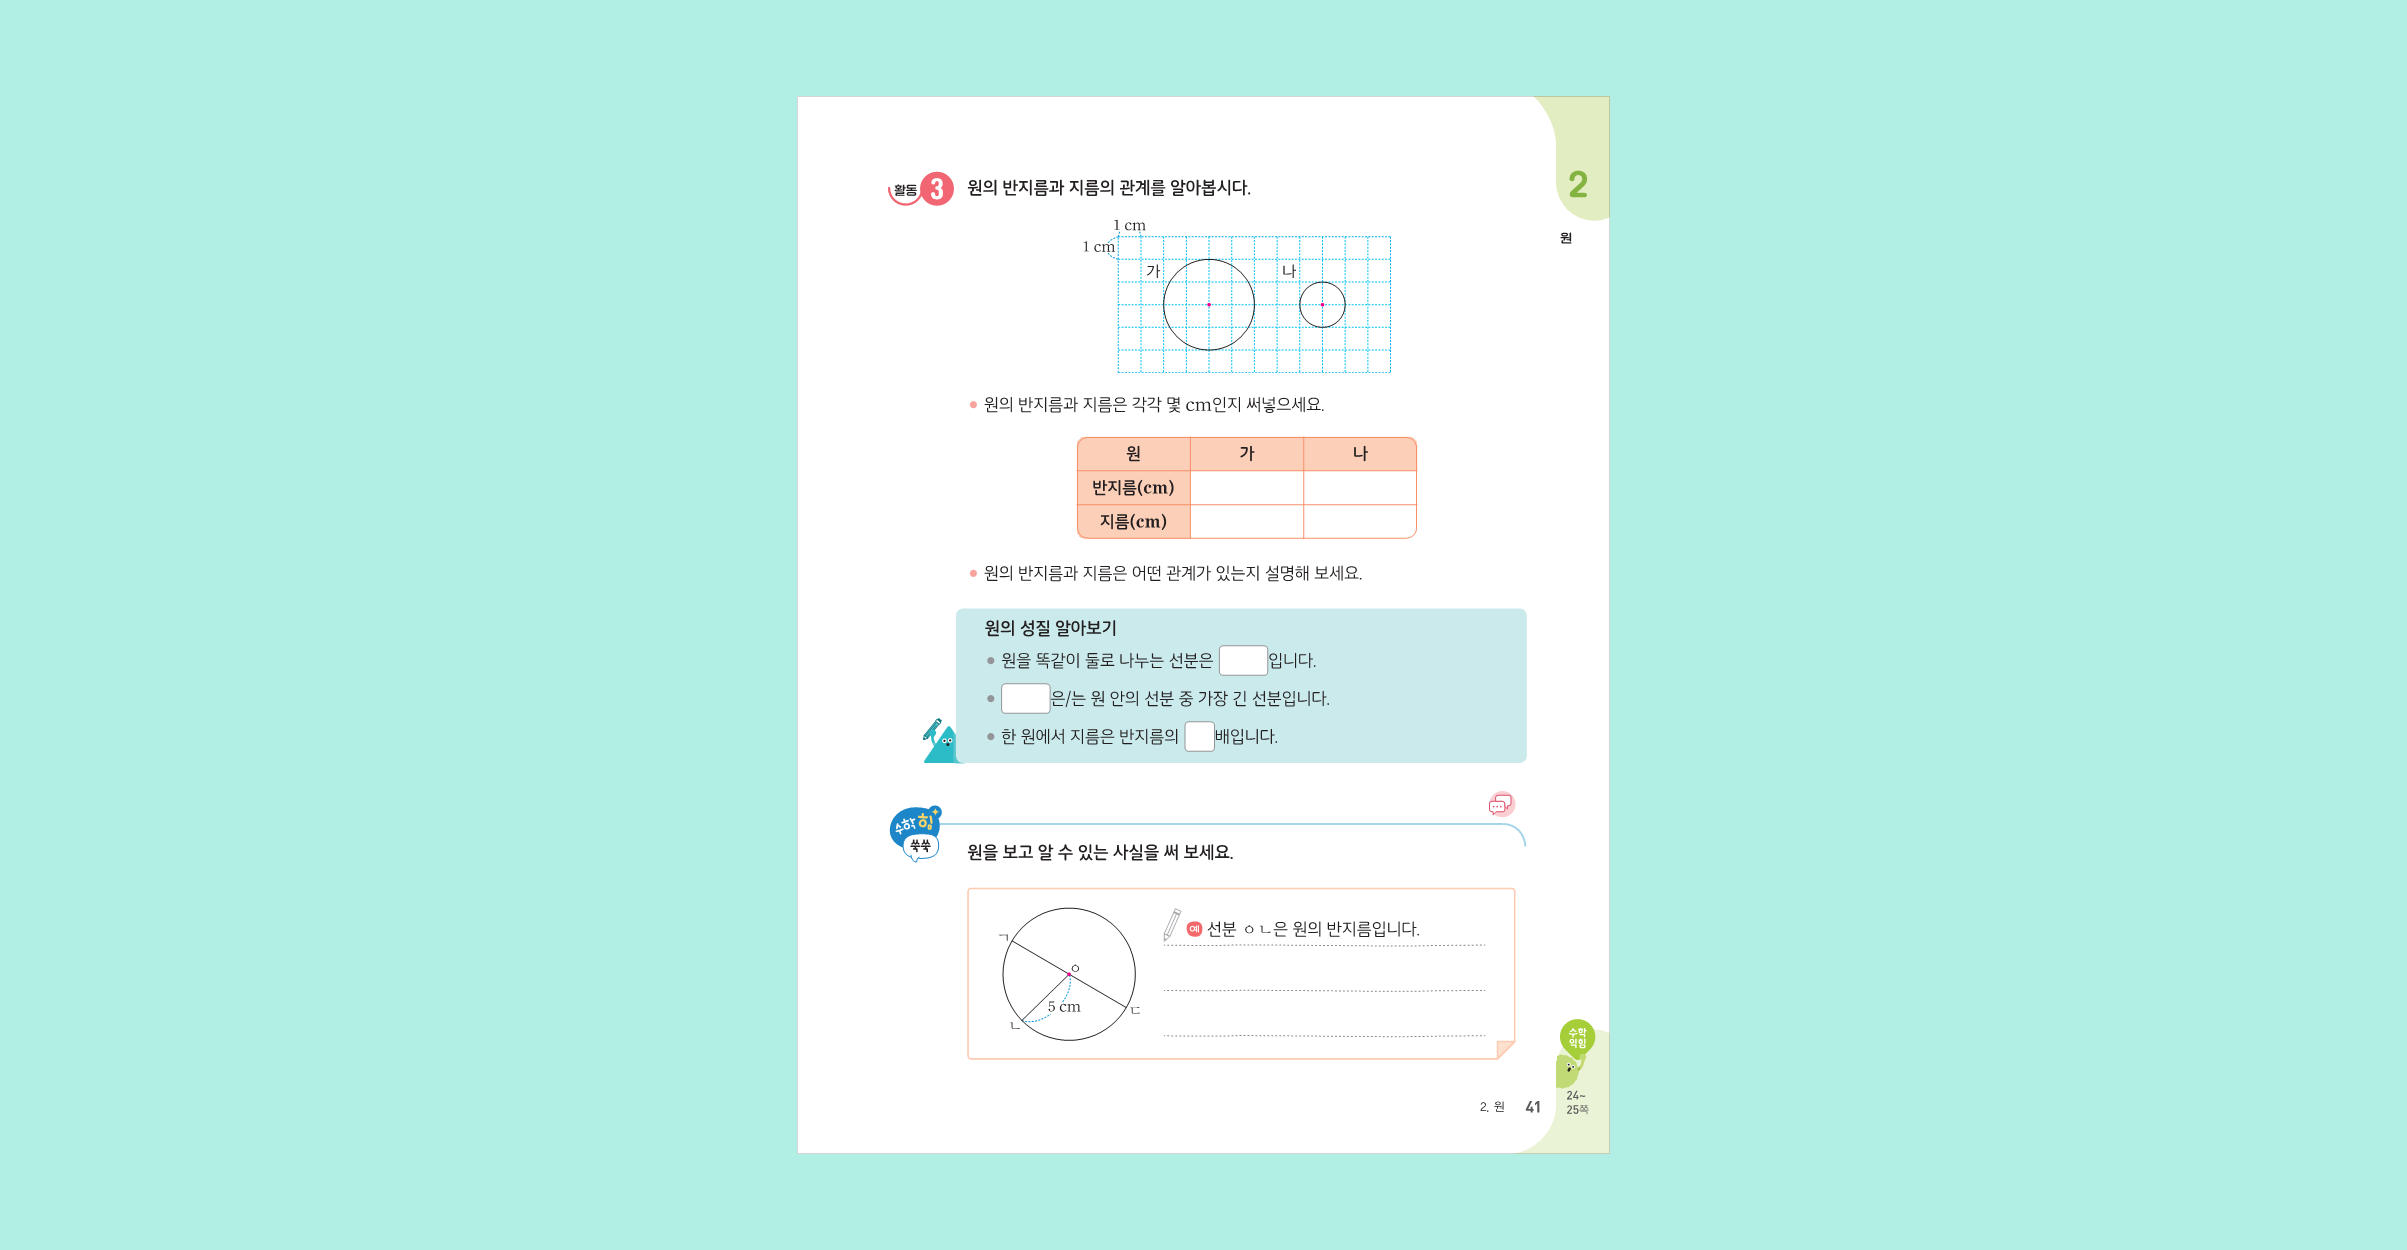 활동 3 원의 반지름과 지름의 관계를 알아봅시다.
2
원
1 cm
1 cm
가
나
원의 반지름과 지름은 각각 몇 cm인지 써넣으세요.
원 가 나
반지름(cm)
지름(cm)
원의 반지름과 지름은 어떤 관계가 있는지 설명해 보세요.
원의 성질 알아보기
원을 똑같이 둘로 나누는 선분은 입니다.
은/는 원 안의 선분 중 가장 긴 선분입니다.
한 원에서 지름은 반지름의 배입니다.
수학 힘
쑥쑥
원을 보고 알 수 있는 사실을 써 보세요.
ㄱ
ㅇ
5 cm
ㄴ
ㄷ
예 선분 ㅇㄴ은 원의 반지름입니다.
수학
익힘
24~
25쪽
2. 원 41